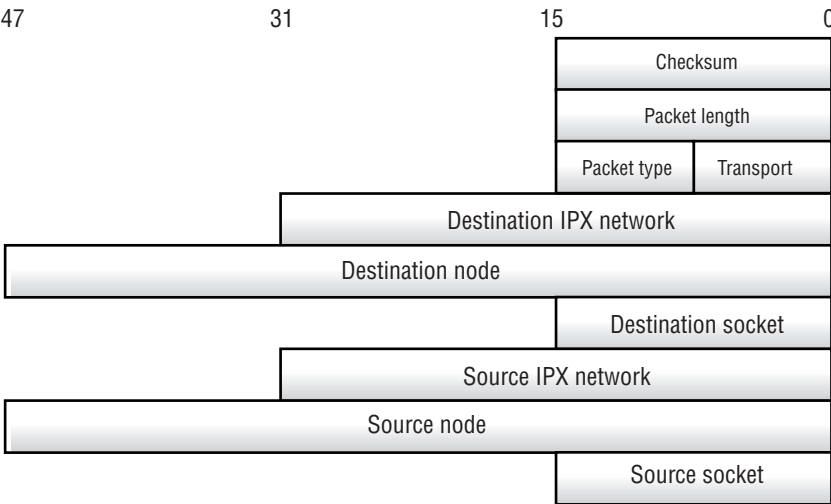 47 31 15 0
Checksum
Packet length
Packet type Transport
Destination IPX network
Destination node
Destination socket
Source IPX network
Source node
Source socket